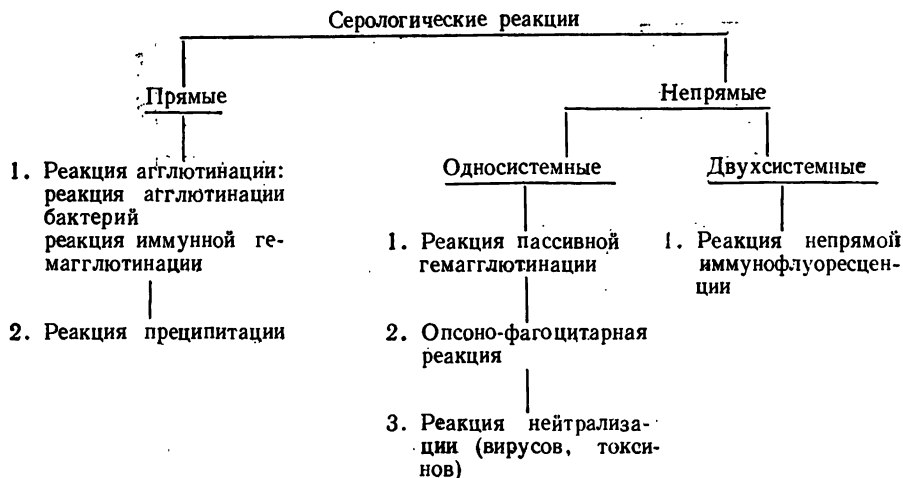 Серологические реакции
Прямые
Непрямые
1. Реакция агглютинации:
реакция агглютинации
бактерий
реакция иммунной ге-
магглютинации
2. Реакция преципитации
Односистемные
1. Реакция пассивной
гемагглютинации
2. Опсоно-фагоцитарная
реакция
3. Реакция нейтрализа-
ции (вирусов, токси-
нов)
Двухсистемные
1. Реакция непрямой
иммунофлуоресцен-
ции